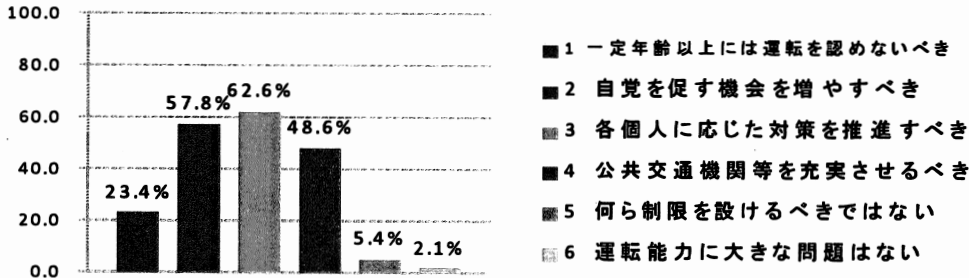 100.0
80.0
60.0
40.0
20.0
0.0
23.4%
57.8%
62.6%
48.6%
5.4%
2.1%
■1 一定年齢以上には運転を認めないべき
■2 自覚を促す機会を増やすべき
■3 各個人に応じた対策を推進すべき
■4 公共交通機関等を充実させるべき
■5 何ら制限を設けるべきではない
■6 運転能力に大きな問題はない